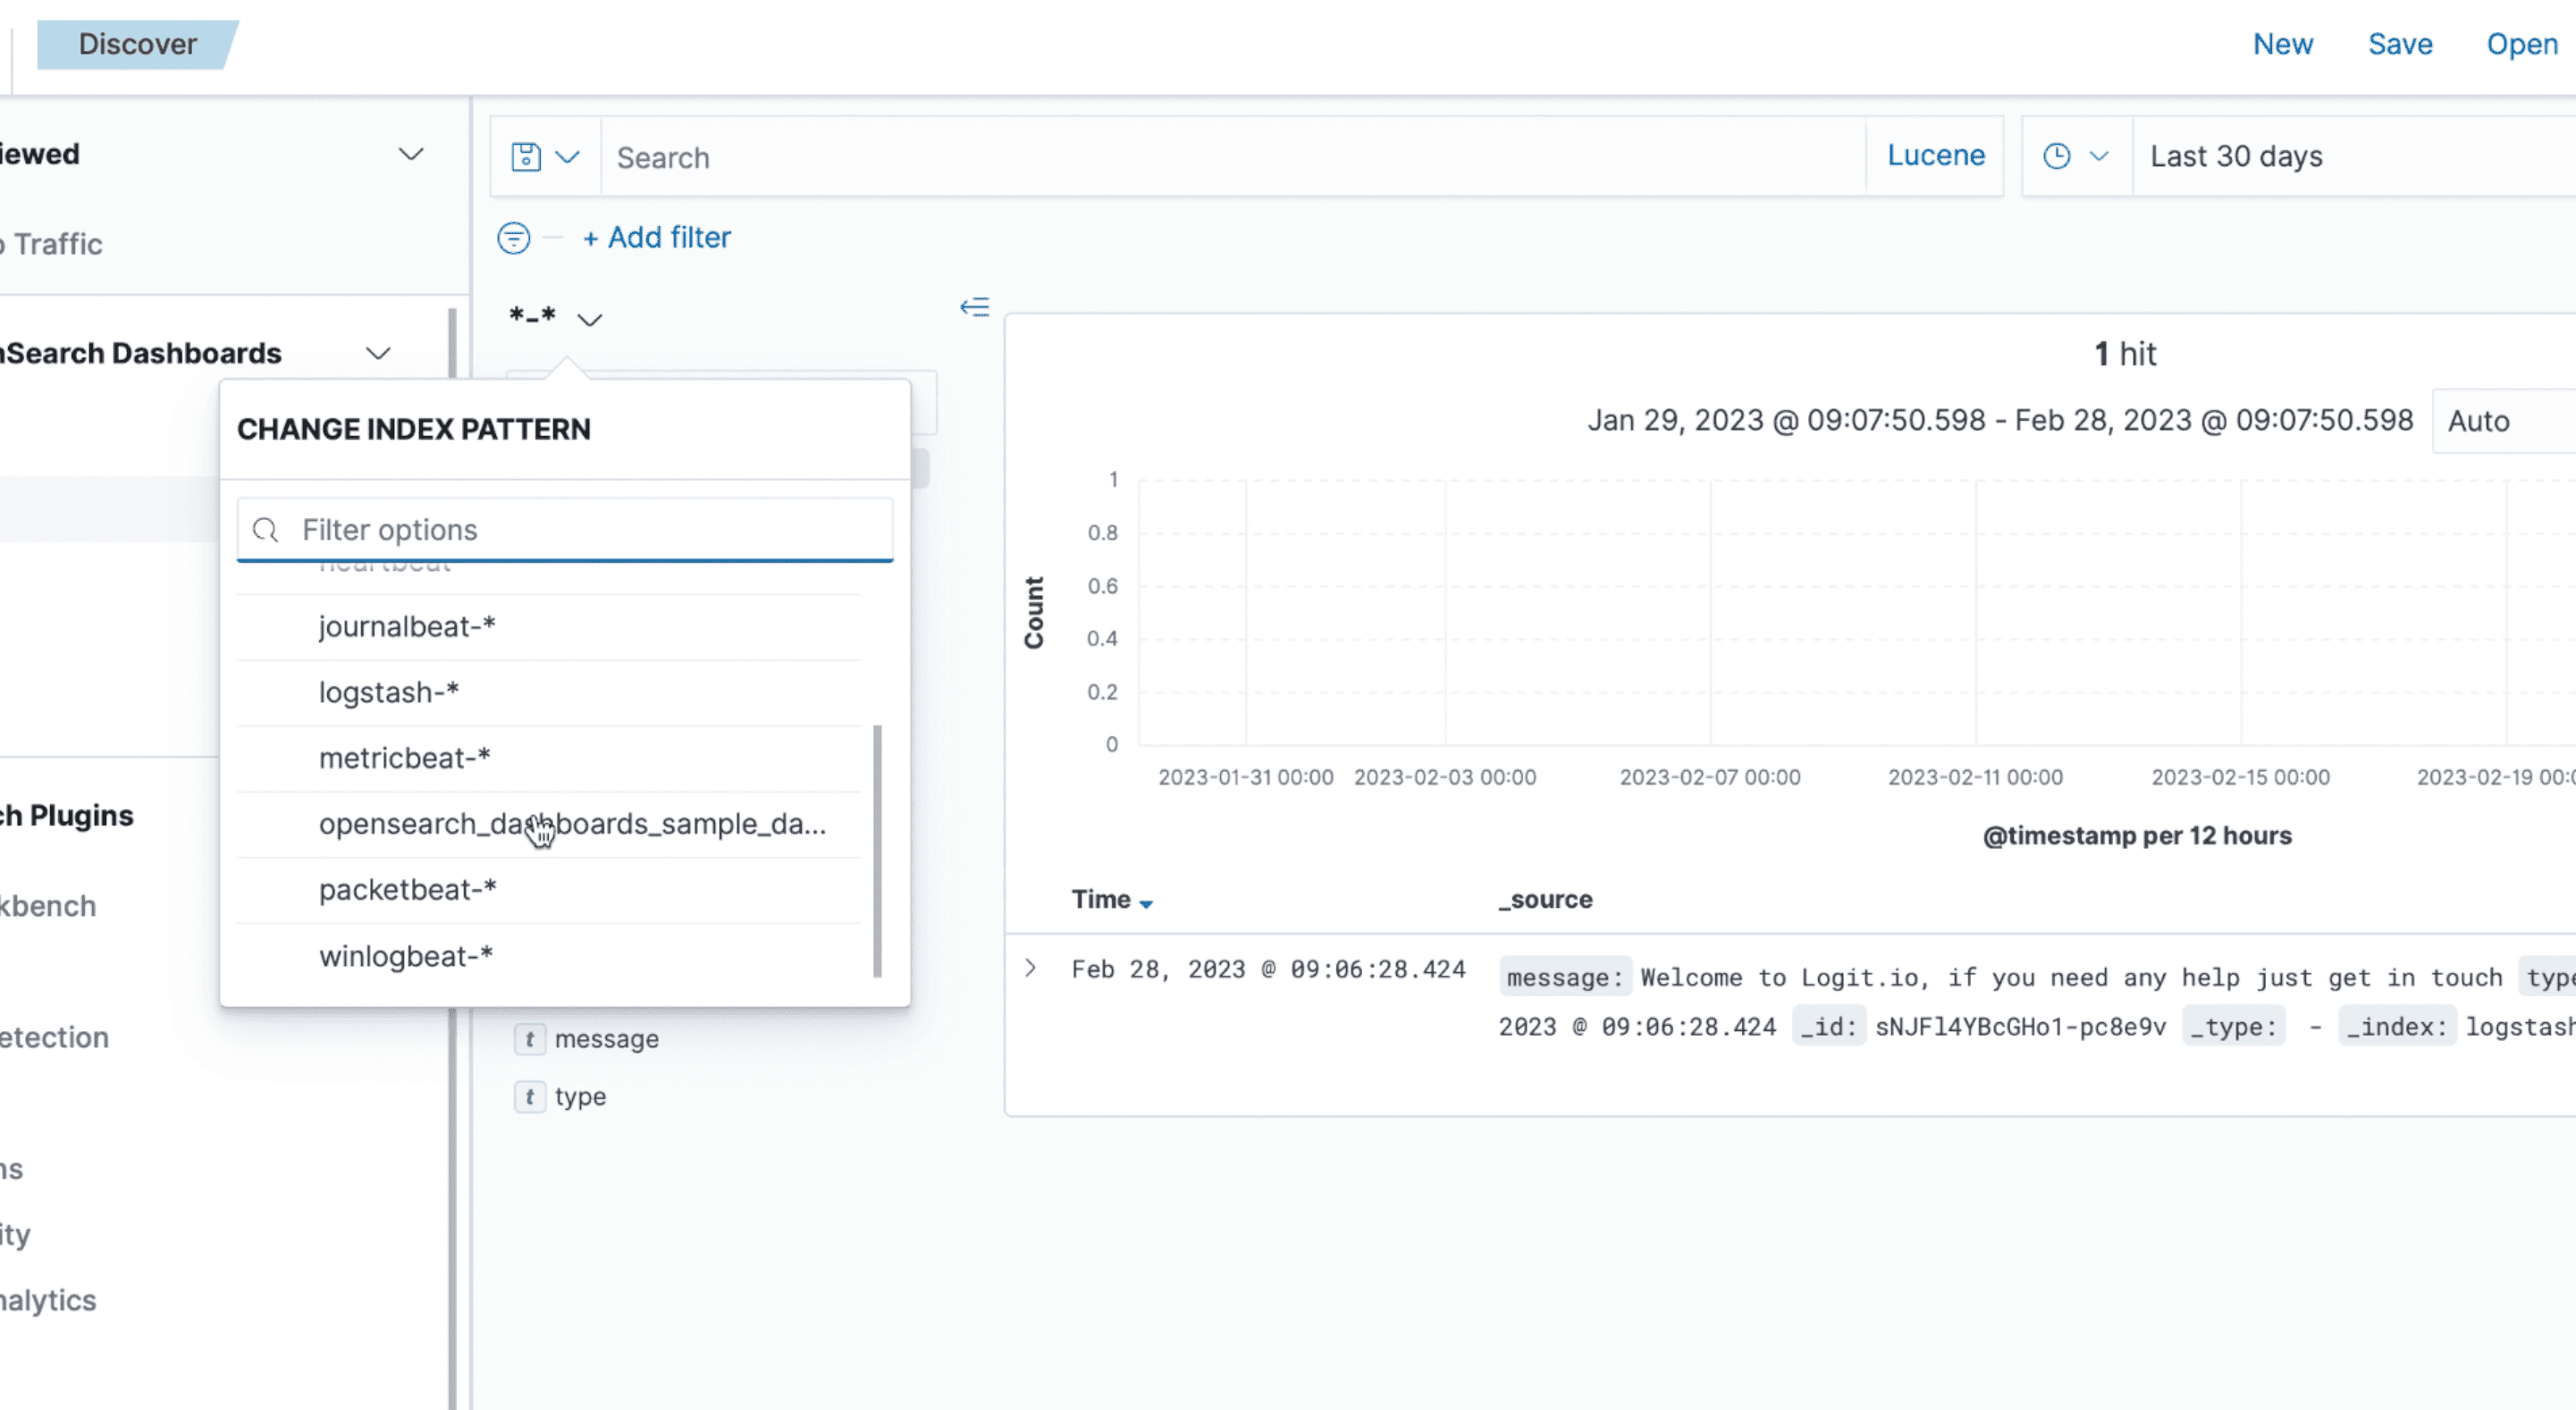 Discover
New Save Open
iewed
Traffic
Search Lucene Last 30 days
+ Add filter
*-*
Search Dashboards
CHANGE INDEX PATTERN
Filter options
heartbeat
journalbeat-*
logstash-*
metricbeat-*
opensearch_dashboards_sample_da...
packetbeat-*
winlogbeat-*
t message
t type
ch Plugins
kbench
etection
ns
ity
nalytics
1 hit
Jan 29, 2023 @ 09:07:50.598 - Feb 28, 2023 @ 09:07:50.598 Auto
Count
1
0.8
0.6
0.4
0.2
0
2023-01-31 00:00 2023-02-03 00:00 2023-02-07 00:00 2023-02-11 00:00 2023-02-15 00:00 2023-02-19 00:0
@timestamp per 12 hours
Time _source
Feb 28, 2023 @ 09:06:28.424 message: Welcome to Logit.io, if you need any help just get in touch type
2023 @ 09:06:28.424 _id: sNJFl4YBcGHo1-pc8e9v _type: - _index: logstash